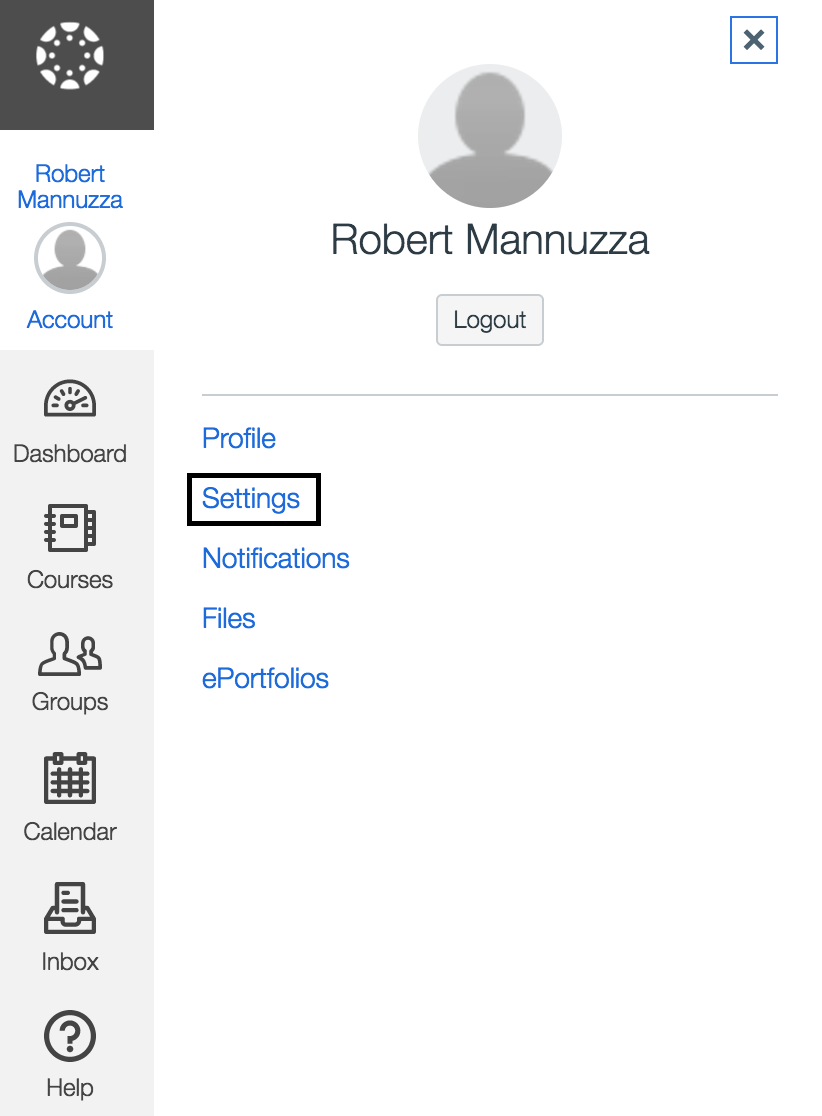 Robert
Mannuzza
Account
Dashboard
Courses
Groups
Calendar
Inbox
Help
Robert Mannuzza
Logout
Profile
Settings
Notifications
Files
ePortfolios